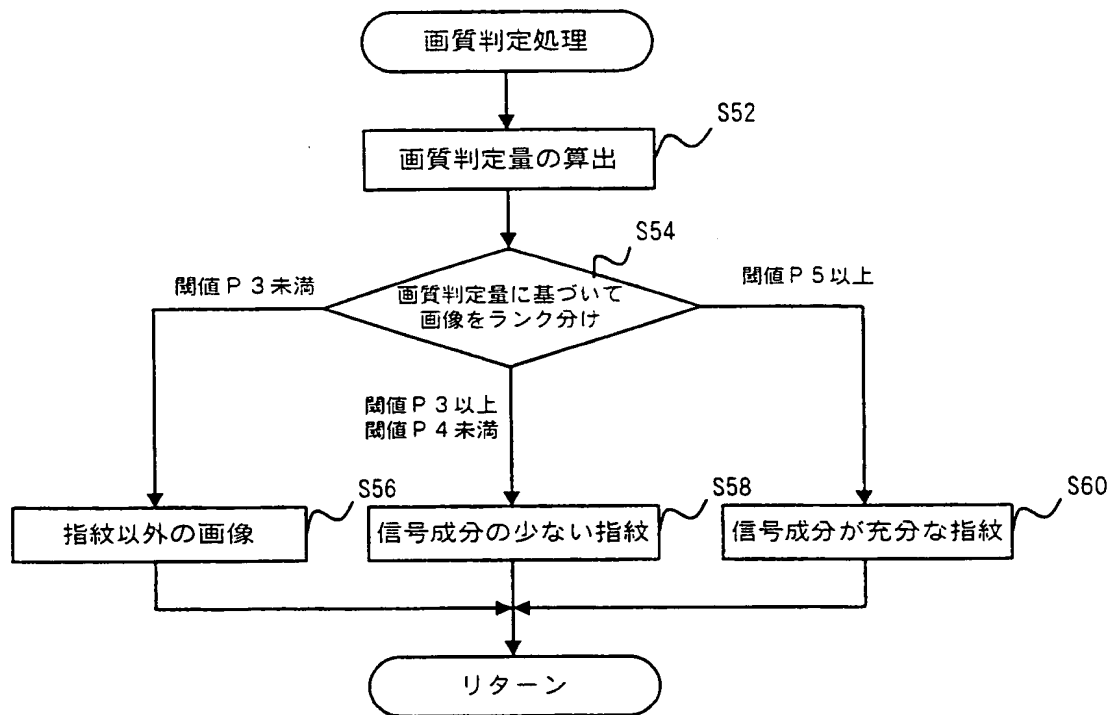 画質判定処理
S52
画質判定量の算出
S54
閾値P3未満
画質判定量に基づいて
画像をランク分け
閾値P5以上
閾値P3以上
閾値P4未満
S56
S58
S60
指紋以外の画像
信号成分の少ない指紋
信号成分が充分な指紋
リターン